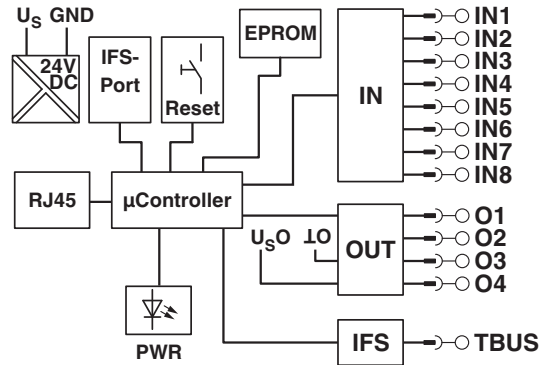 US GND
24V
DC
IFS-
Port
Reset
EPROM
RJ45
µController
PWR
IN
IN1
IN2
IN3
IN4
IN5
IN6
IN7
IN8
USO
⊥O
OUT
O1
O2
O3
O4
IFS
TBUS